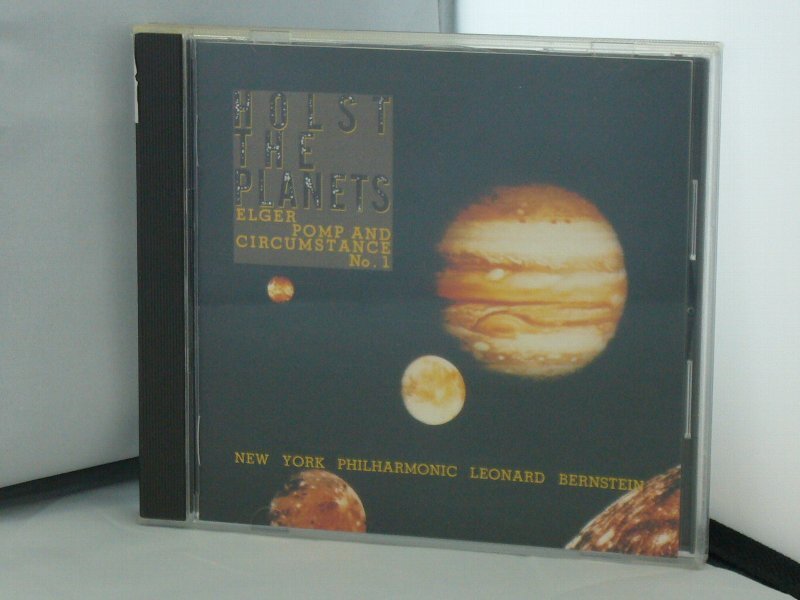 HOLST
THE
PLANETS
ELGER
POMP AND
CIRCUMSTANCE
No. 1
NEW YORK PHILHARMONIC LEONARD BERNSTEIN